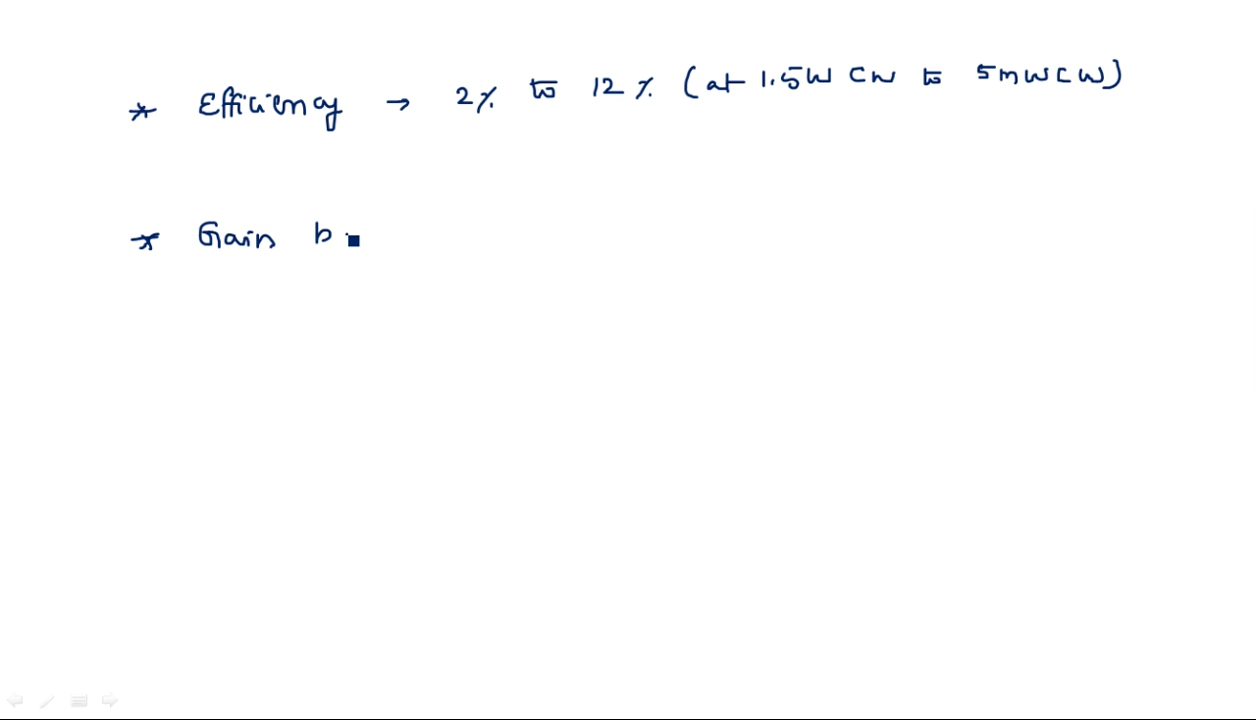 * Efficiency → 2% to 12% (at 1.5W CW to 5mW CW)
* Gain b